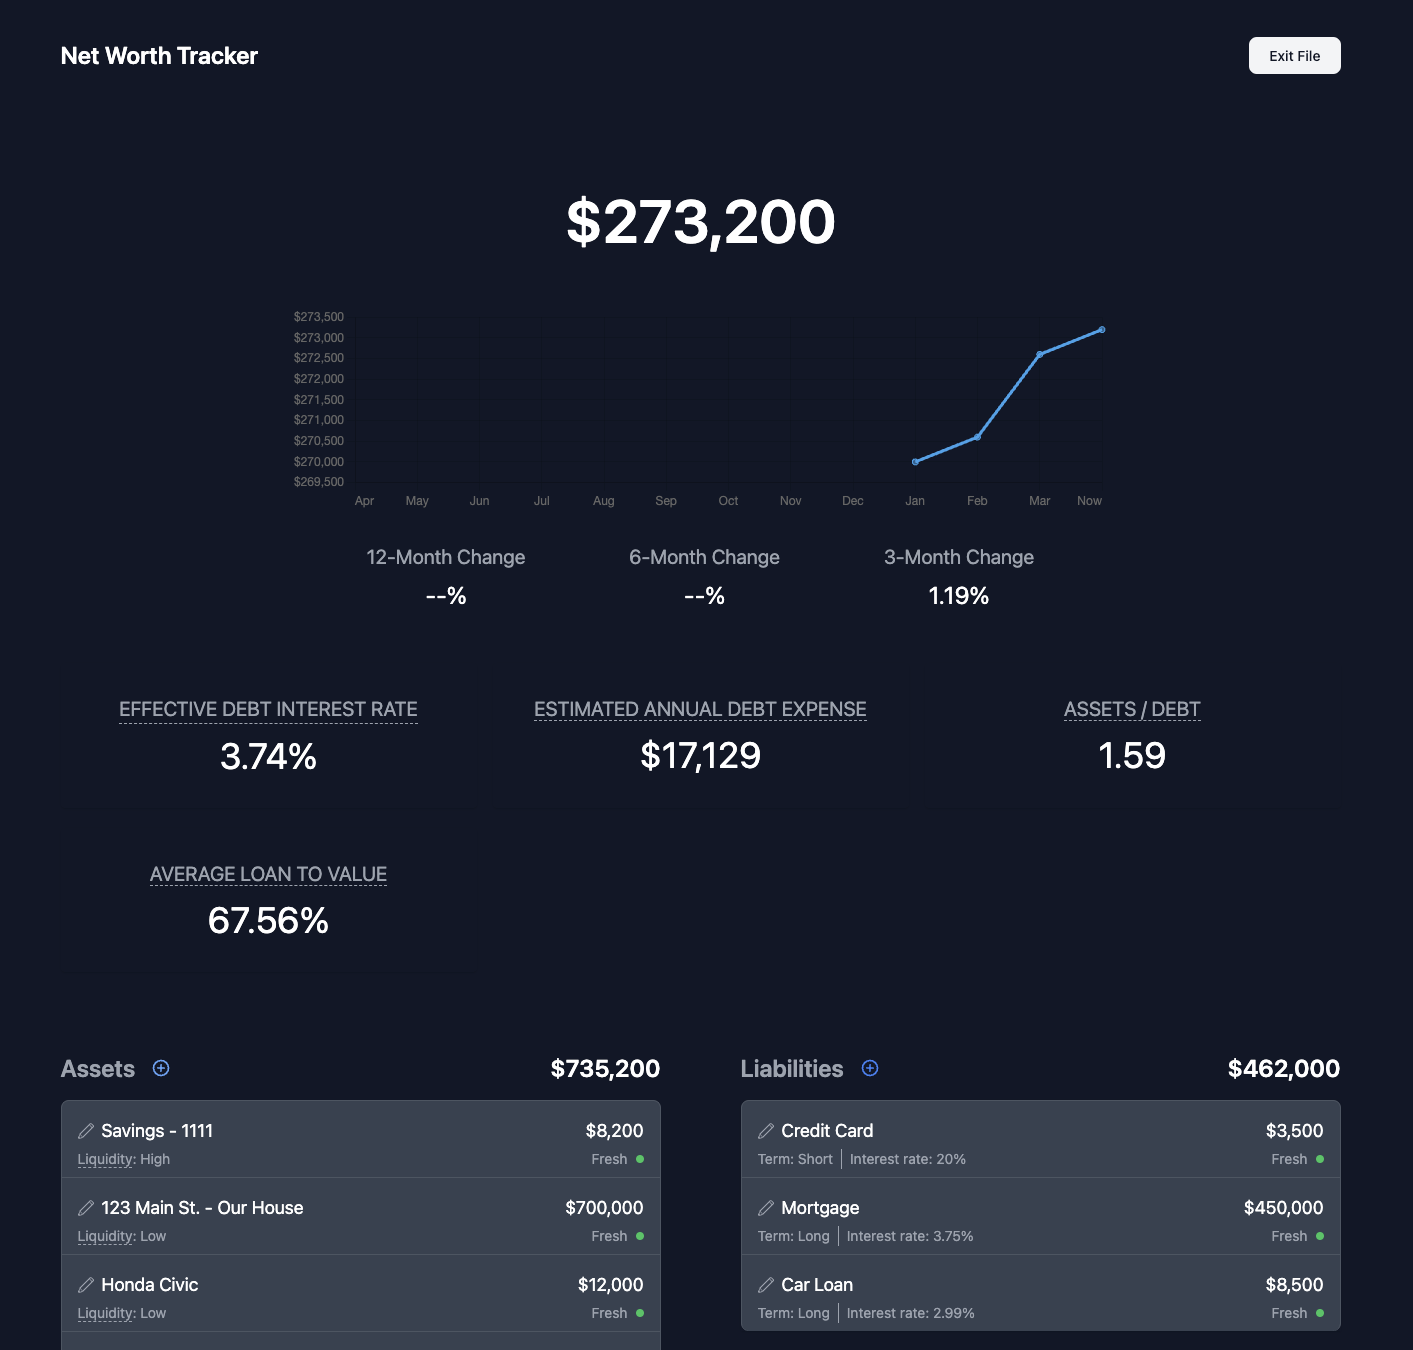 Net Worth Tracker
Exit File
$273,200
$273,500
$273,000
$272,500
$272,000
$271,500
$271,000
$270,500
$270,000
$269,500
Apr May Jun Jul Aug Sep Oct Nov Dec Jan Feb Mar Now
12-Month Change 6-Month Change 3-Month Change
--% --% 1.19%
EFFECTIVE DEBT INTEREST RATE ESTIMATED ANNUAL DEBT EXPENSE ASSETS / DEBT
3.74% $17,129 1.59
AVERAGE LOAN TO VALUE
67.56%
Assets $735,200
Savings - 1111 $8,200
Liquidity: High Fresh
123 Main St. - Our House $700,000
Liquidity: Low Fresh
Honda Civic $12,000
Liquidity: Low Fresh
Liabilities $462,000
Credit Card $3,500
Term: Short Interest rate: 20% Fresh
Mortgage $450,000
Term: Long Interest rate: 3.75% Fresh
Car Loan $8,500
Term: Long Interest rate: 2.99% Fresh